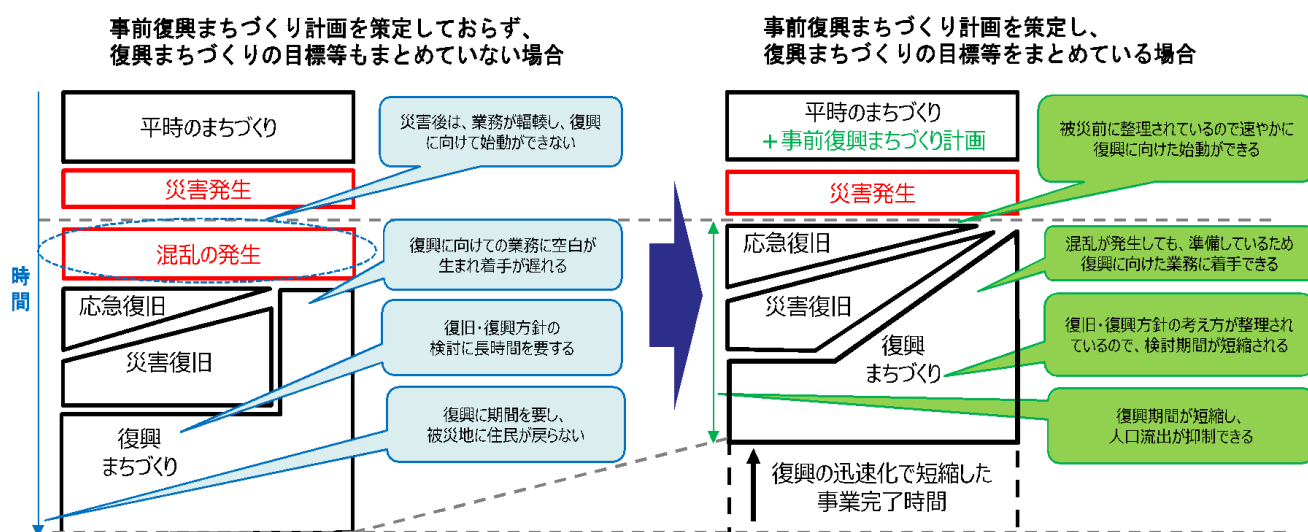 事前復興まちづくり計画を策定しておらず、
復興まちづくりの目標等もまとめていない場合
時間
平時のまちづくり
災害発生
混乱の発生
応急復旧
災害復旧
復興
まちづくり
災害後は、業務が輻輳し、復興
に向けて始動ができない
復興に向けての業務に空白が
生まれ着手が遅れる
復旧・復興方針の
検討に長時間を要する
復興に期間を要し、
被災地に住民が戻らない
事前復興まちづくり計画を策定し、
復興まちづくりの目標等をまとめている場合
平時のまちづくり
＋事前復興まちづくり計画
災害発生
応急復旧
災害復旧
復興
まちづくり
復興の迅速化で短縮した
事業完了時間
被災前に整理されているので速やかに
復興に向けた始動ができる
混乱が発生しても、準備しているため
復興に向けた業務に着手できる
復旧・復興方針の考え方が整理され
ているので、検討期間が短縮される
復興期間が短縮し、
人口流出が抑制できる